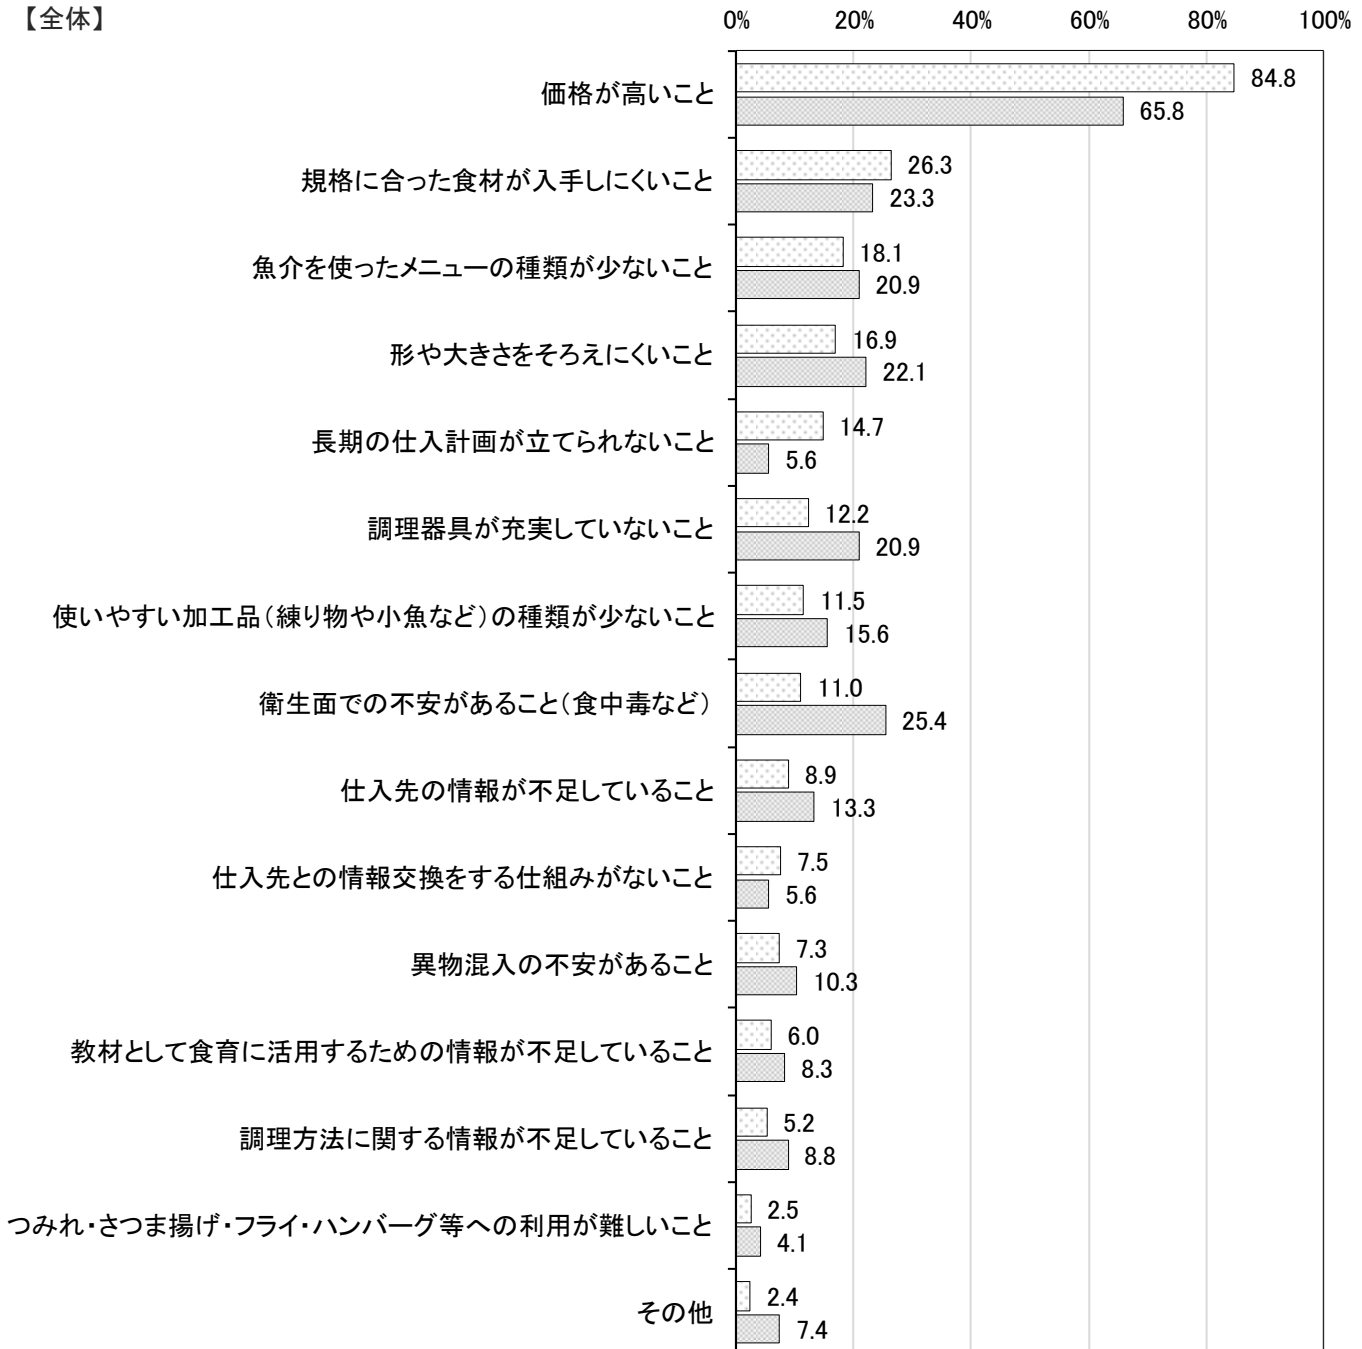 【全体】
0% 20% 40% 60% 80% 100%
価格が高いこと 84.8
65.8
規格に合った食材が入手しにくいこと 26.3
23.3
魚介を使ったメニューの種類が少ないこと 18.1
20.9
形や大きさをそろえにくいこと 16.9
22.1
長期の仕入計画が立てられないこと 14.7
5.6
調理器具が充実していないこと 12.2
20.9
使いやすい加工品（練り物や小魚など）の種類が少ないこと 11.5
15.6
衛生面での不安があること（食中毒など） 11.0
25.4
仕入先の情報が不足していること 8.9
13.3
仕入先との情報交換をする仕組みがないこと 7.5
5.6
異物混入の不安があること 7.3
10.3
教材として食育に活用するための情報が不足していること 6.0
8.3
調理方法に関する情報が不足していること 5.2
8.8
つみれ・さつま揚げ・フライ・ハンバーグ等への利用が難しいこと 2.5
4.1
その他 2.4
7.4